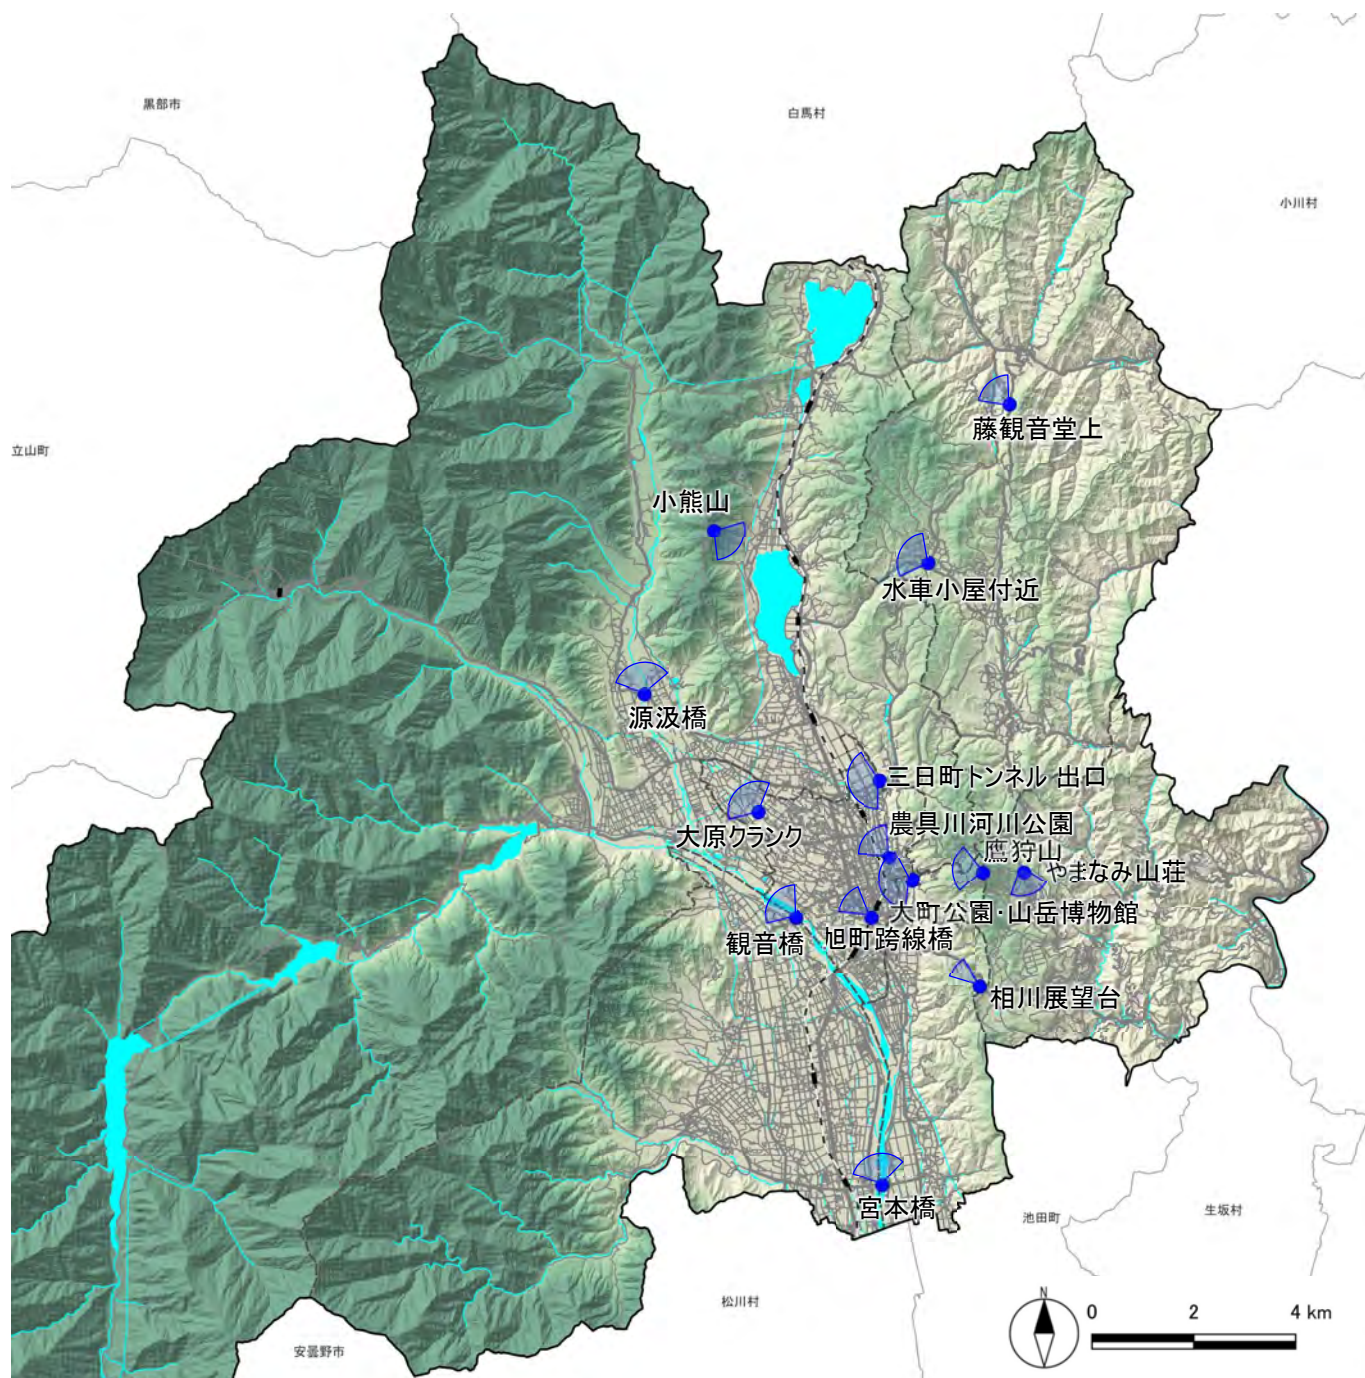 黒部市
白馬村
小川村
立山町
藤観音堂上
小熊山
水車小屋付近
源汲橋
三日町トンネル 出口
大原クランク
農具川河川公園
鷹狩山
やまなみ山荘
大町公園・山岳博物館
観音橋
旭町跨線橋
相川展望台
宮本橋
池田町
生坂村
松川村
安曇野市
N
0 2 4 km